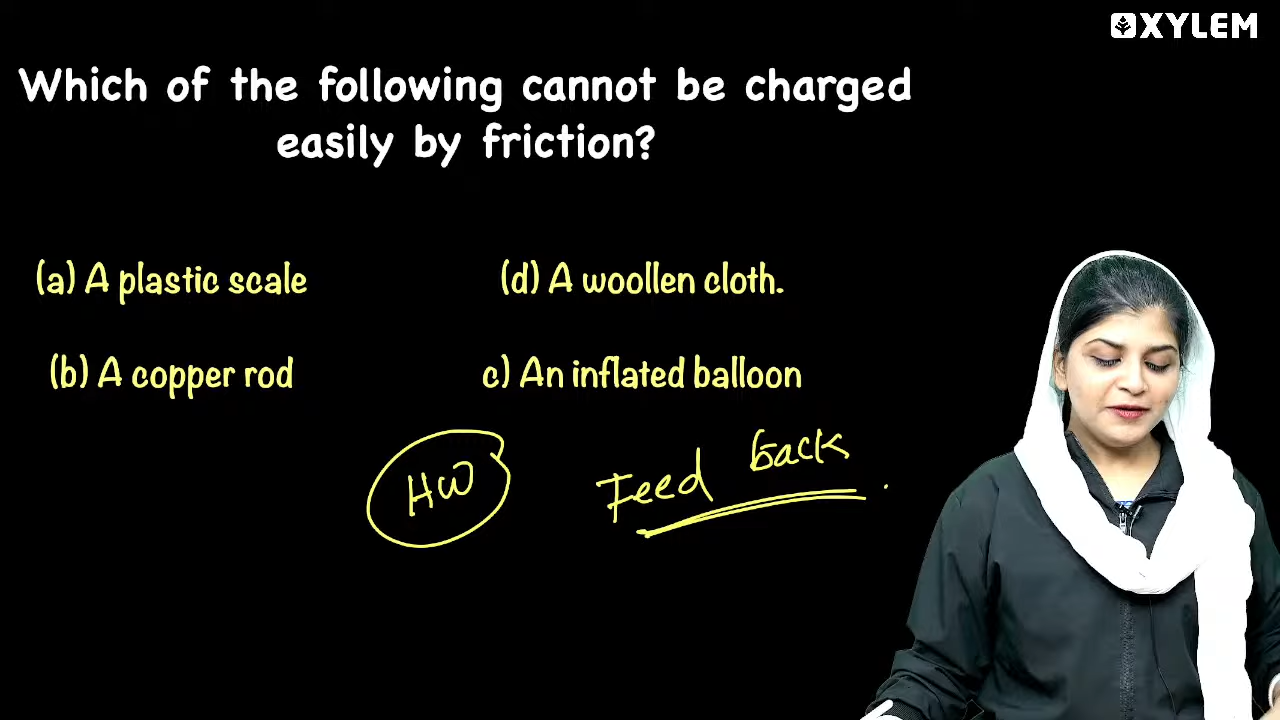 XYLEM
Which of the following cannot be charged
easily by friction?
(a) A plastic scale
(d) A woollen cloth.
(b) A copper rod
c) An inflated balloon
HW
Feed back